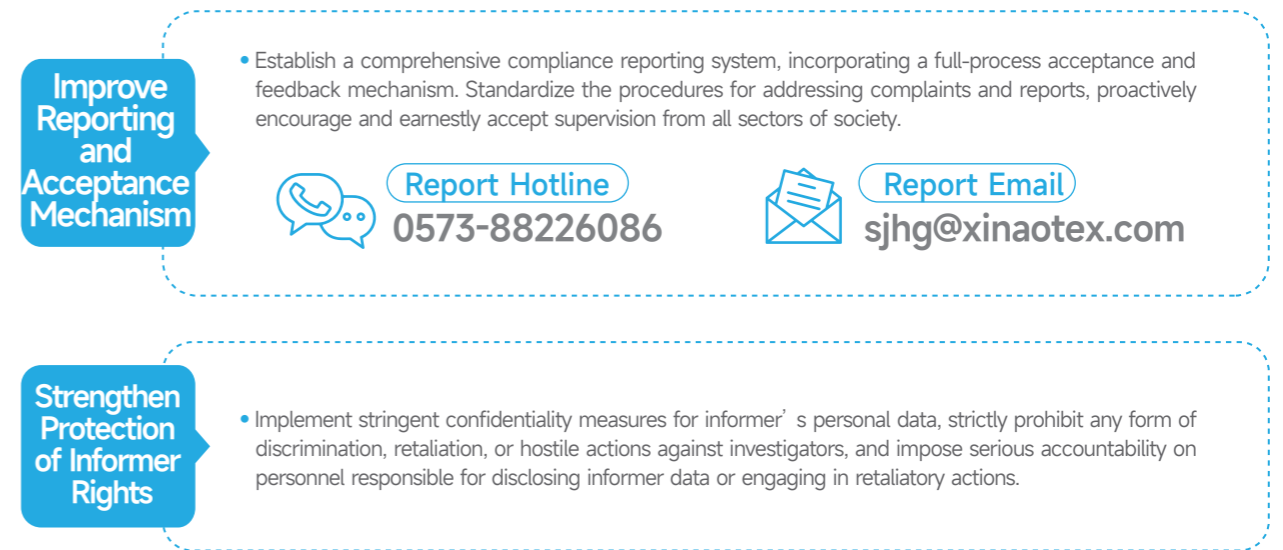 Improve
Reporting
and
Acceptance
Mechanism
• Establish a comprehensive compliance reporting system, incorporating a full-process acceptance and
feedback mechanism. Standardize the procedures for addressing complaints and reports, proactively
encourage and earnestly accept supervision from all sectors of society.
Report Hotline
0573-88226086
Report Email
sjhg@xinaotex.com
Strengthen
Protection
of Informer
Rights
• Implement stringent confidentiality measures for informer’ s personal data, strictly prohibit any form of
discrimination, retaliation, or hostile actions against investigators, and impose serious accountability on
personnel responsible for disclosing informer data or engaging in retaliatory actions.